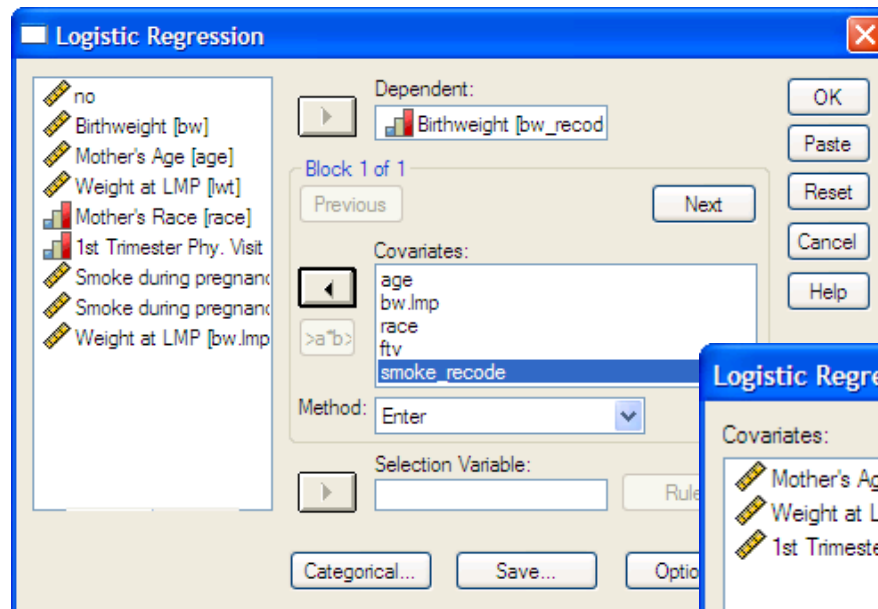 Logistic Regression
no
Birthweight [bw]
Mother's Age [age]
Weight at LMP [lwt]
Mother's Race [race]
1st Trimester Phy. Visit
Smoke during pregnanc
Smoke during pregnanc
Weight at LMP [bw.lmp
Dependent:
Birthweight [bw_recod
Block 1 of 1
Previous
Next
Covariates:
age
bw.lmp
race
ftv
smoke_recode
>a*b>
Method:
Enter
Selection Variable:
Rule
Categorical...
Save...
Optio
OK
Paste
Reset
Cancel
Help
Logistic Regre
Covariates:
Mother's Ag
Weight at L
1st Trimeste